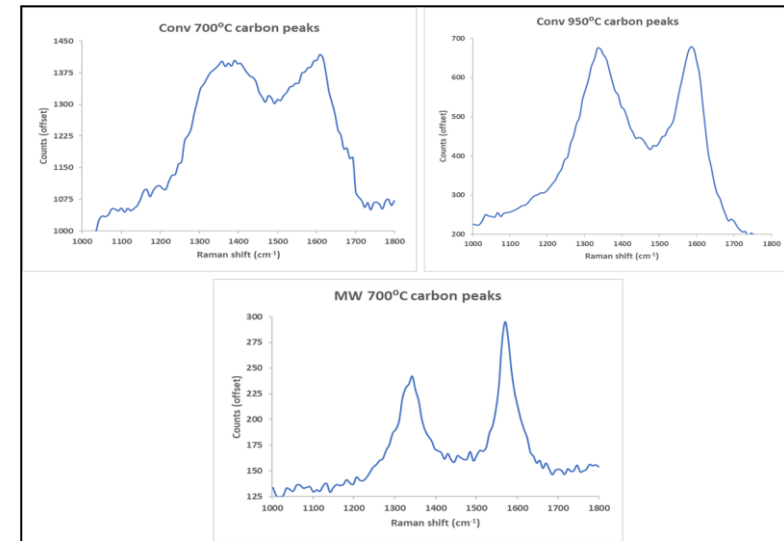 Conv 700⁰C carbon peaks
1450
1375
1300
1225
1150
1075
1000
Counts (offset)
1000 1100 1200 1300 1400 1500 1600 1700 1800
Raman shift (cm⁻¹)
Conv 950⁰C carbon peaks
700
600
500
400
300
200
Counts (offset)
1000 1100 1200 1300 1400 1500 1600 1700 1800
Raman shift (cm⁻¹)
MW 700⁰C carbon peaks
300
275
250
225
200
175
150
125
Counts (offset)
1000 1100 1200 1300 1400 1500 1600 1700 1800
Raman shift (cm⁻¹)